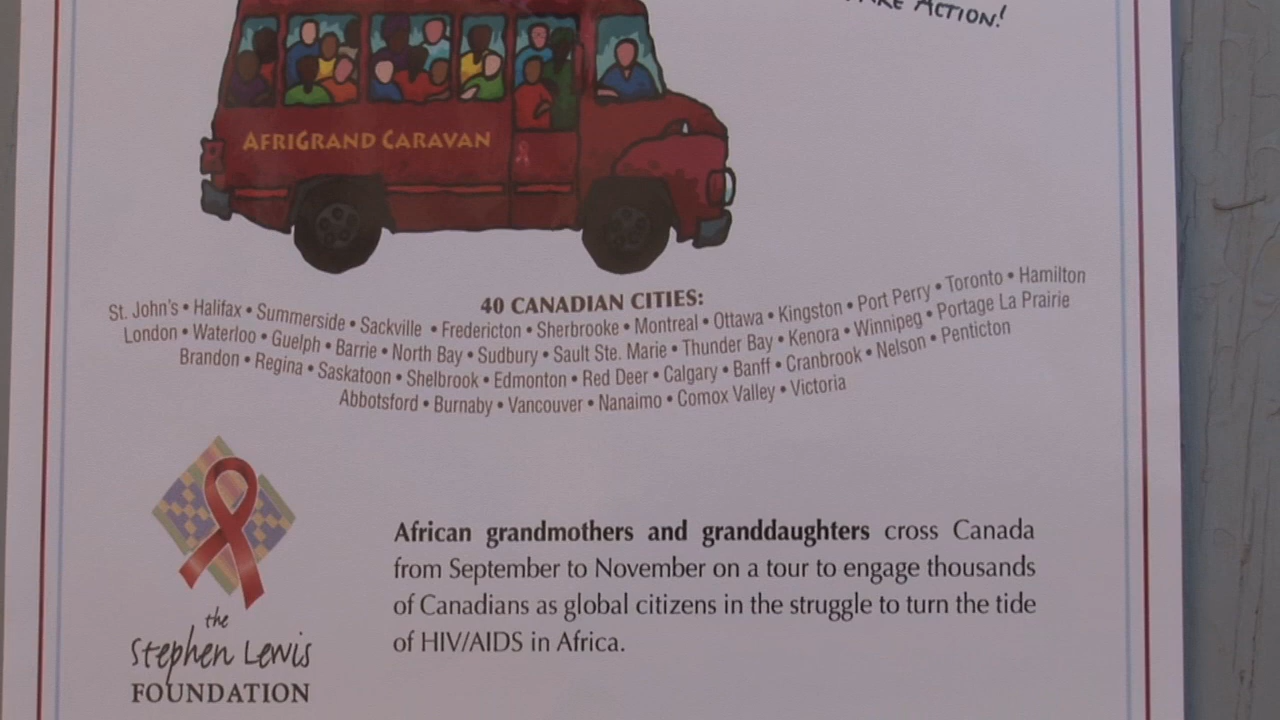 ACTION!
AFRIGRAND CARAVAN
40 CANADIAN CITIES:
St. John's • Halifax • Summerside • Sackville • Fredericton • Sherbrooke • Montreal • Ottawa • Kingston • Port Perry • Toronto • Hamilton
London • Waterloo • Guelph • Barrie • North Bay • Sudbury • Sault Ste. Marie • Thunder Bay • Kenora • Winnipeg • Portage La Prairie
Brandon • Regina • Saskatoon • Shelbrook • Edmonton • Red Deer • Calgary • Banff • Cranbrook • Nelson • Penticton
Abbotsford • Burnaby • Vancouver • Nanaimo • Comox Valley • Victoria
African grandmothers and granddaughters cross Canada
from September to November on a tour to engage thousands
of Canadians as global citizens in the struggle to turn the tide
of HIV/AIDS in Africa.
the
Stephen Lewis
FOUNDATION